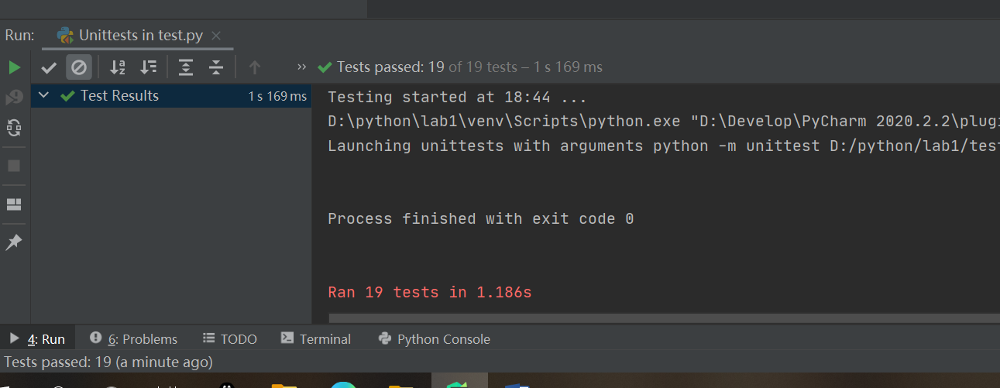 Run: Unittests in test.py
Tests passed: 19 of 19 tests – 1 s 169 ms
Test Results 1 s 169 ms
Testing started at 18:44 ...
D:\python\lab1\venv\Scripts\python.exe "D:\Develop\PyCharm 2020.2.2\plug
Launching unittests with arguments python -m unittest D:/python/lab1/tes
Process finished with exit code 0
Ran 19 tests in 1.186s
4: Run 6: Problems TODO Terminal Python Console
Tests passed: 19 (a minute ago)